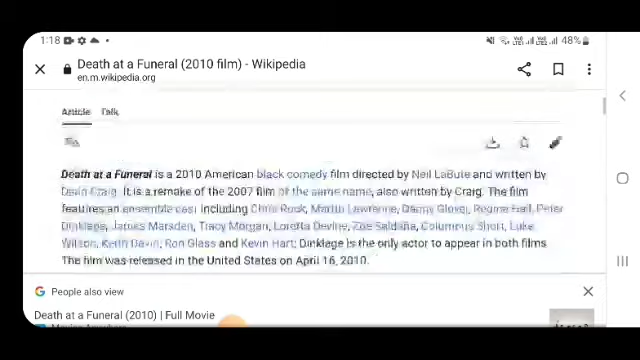 1:18 48%
Death at a Funeral (2010 film) - Wikipedia
en.m.wikipedia.org
Article Talk
Death at a Funeral is a 2010 American black comedy film directed by Neil LaBute and written by
Dean Craig. It is a remake of the 2007 film of the same name, also written by Craig. The film
features an ensemble cast including Chris Rock, Martin Lawrence, Danny Glover, Regina Hall, Peter
Dinklage, James Marsden, Tracy Morgan, Loretta Devine, Zoe Saldaña, Columbus Short, Luke
Wilson, Keith David, Ron Glass and Kevin Hart; Dinklage is the only actor to appear in both films.
The film was released in the United States on April 16, 2010.
People also view
Death at a Funeral (2010) | Full Movie
Movies Anywhere